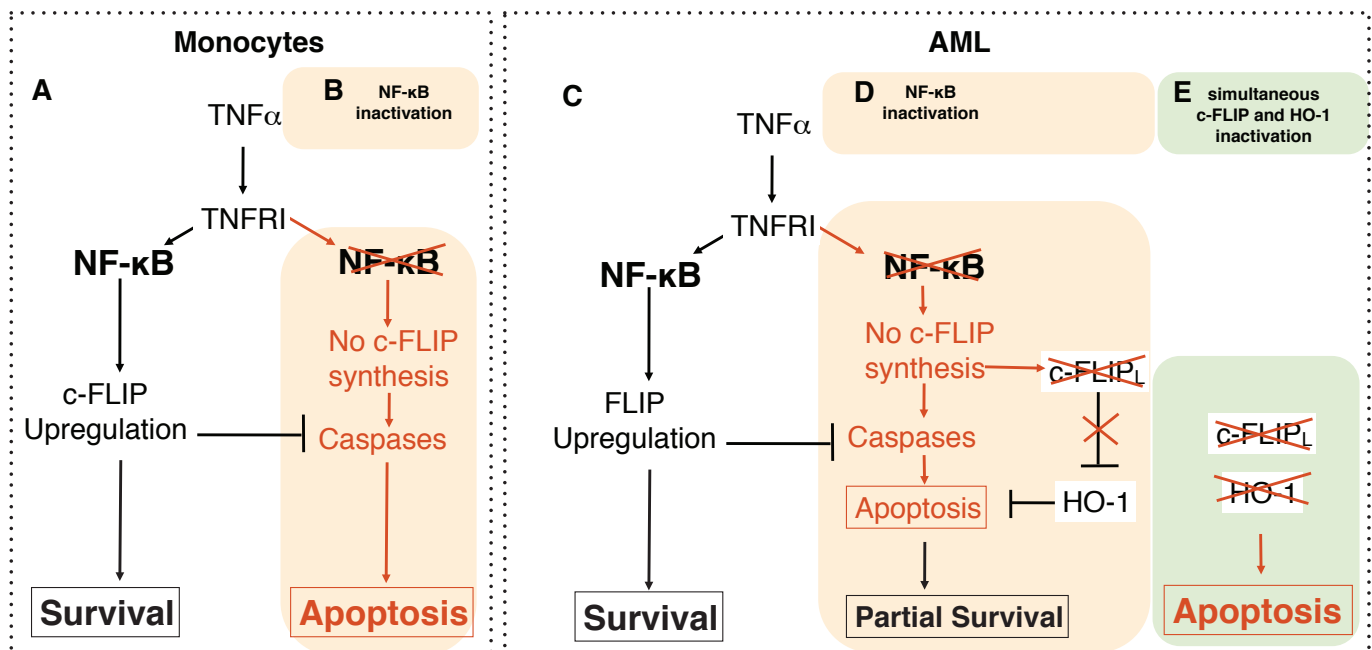 Monocytes
A
B
NF-κB
inactivation
TNFα
TNFRI
NF-κB
NF-κB
No c-FLIP
synthesis
c-FLIP
Upregulation
Caspases
Survival
Apoptosis
AML
C
D
NF-κB
inactivation
E
simultaneous
c-FLIP and HO-1
inactivation
TNFα
TNFRI
NF-κB
NF-κB
No c-FLIP
synthesis
c-FLIPL
FLIP
Upregulation
Caspases
Apoptosis
HO-1
c-FLIPL
HO-1
Survival
Partial Survival
Apoptosis